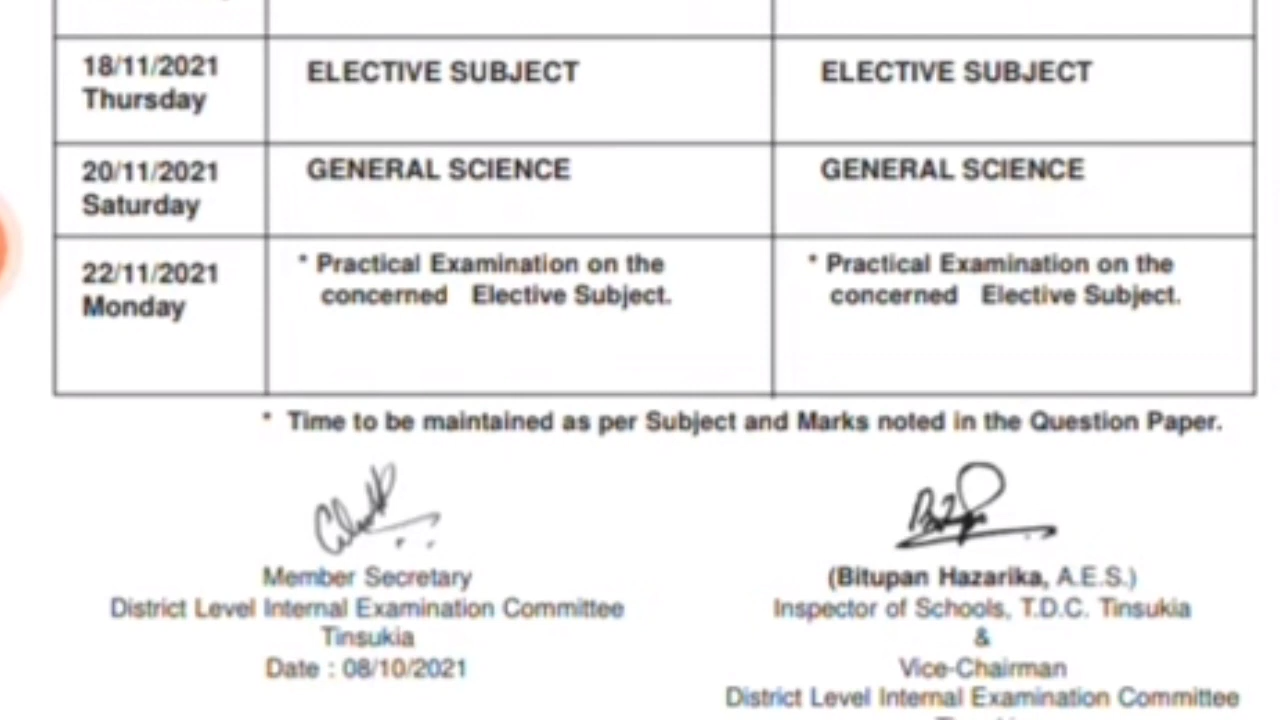 18/11/2021
Thursday
ELECTIVE SUBJECT
ELECTIVE SUBJECT
20/11/2021
Saturday
GENERAL SCIENCE
GENERAL SCIENCE
22/11/2021
Monday
* Practical Examination on the
concerned Elective Subject.
* Practical Examination on the
concerned Elective Subject.
* Time to be maintained as per Subject and Marks noted in the Question Paper.
Member Secretary
District Level Internal Examination Committee
Tinsukia
Date : 08/10/2021
(Bitupan Hazarika, A.E.S.)
Inspector of Schools, T.D.C. Tinsukia
&
Vice-Chairman
District Level Internal Examination Committee